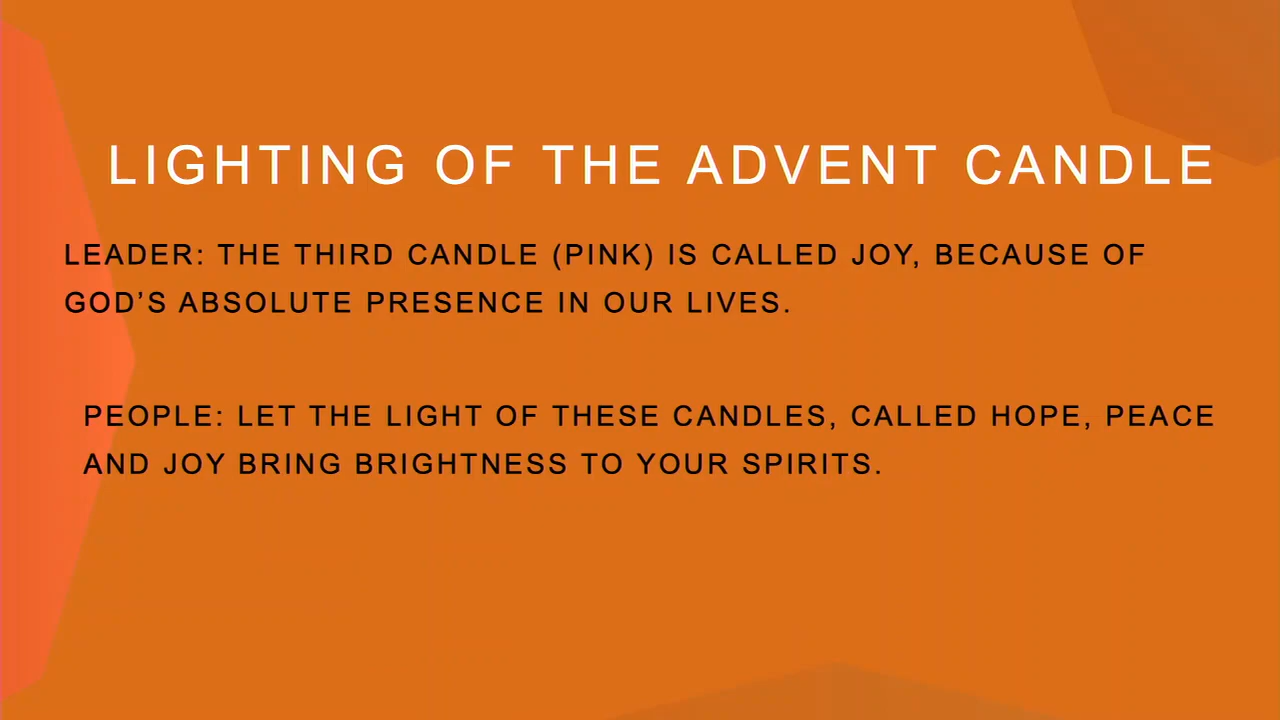 LIGHTING OF THE ADVENT CANDLE
LEADER: THE THIRD CANDLE (PINK) IS CALLED JOY, BECAUSE OF
GOD’S ABSOLUTE PRESENCE IN OUR LIVES.
PEOPLE: LET THE LIGHT OF THESE CANDLES, CALLED HOPE, PEACE
AND JOY BRING BRIGHTNESS TO YOUR SPIRITS.